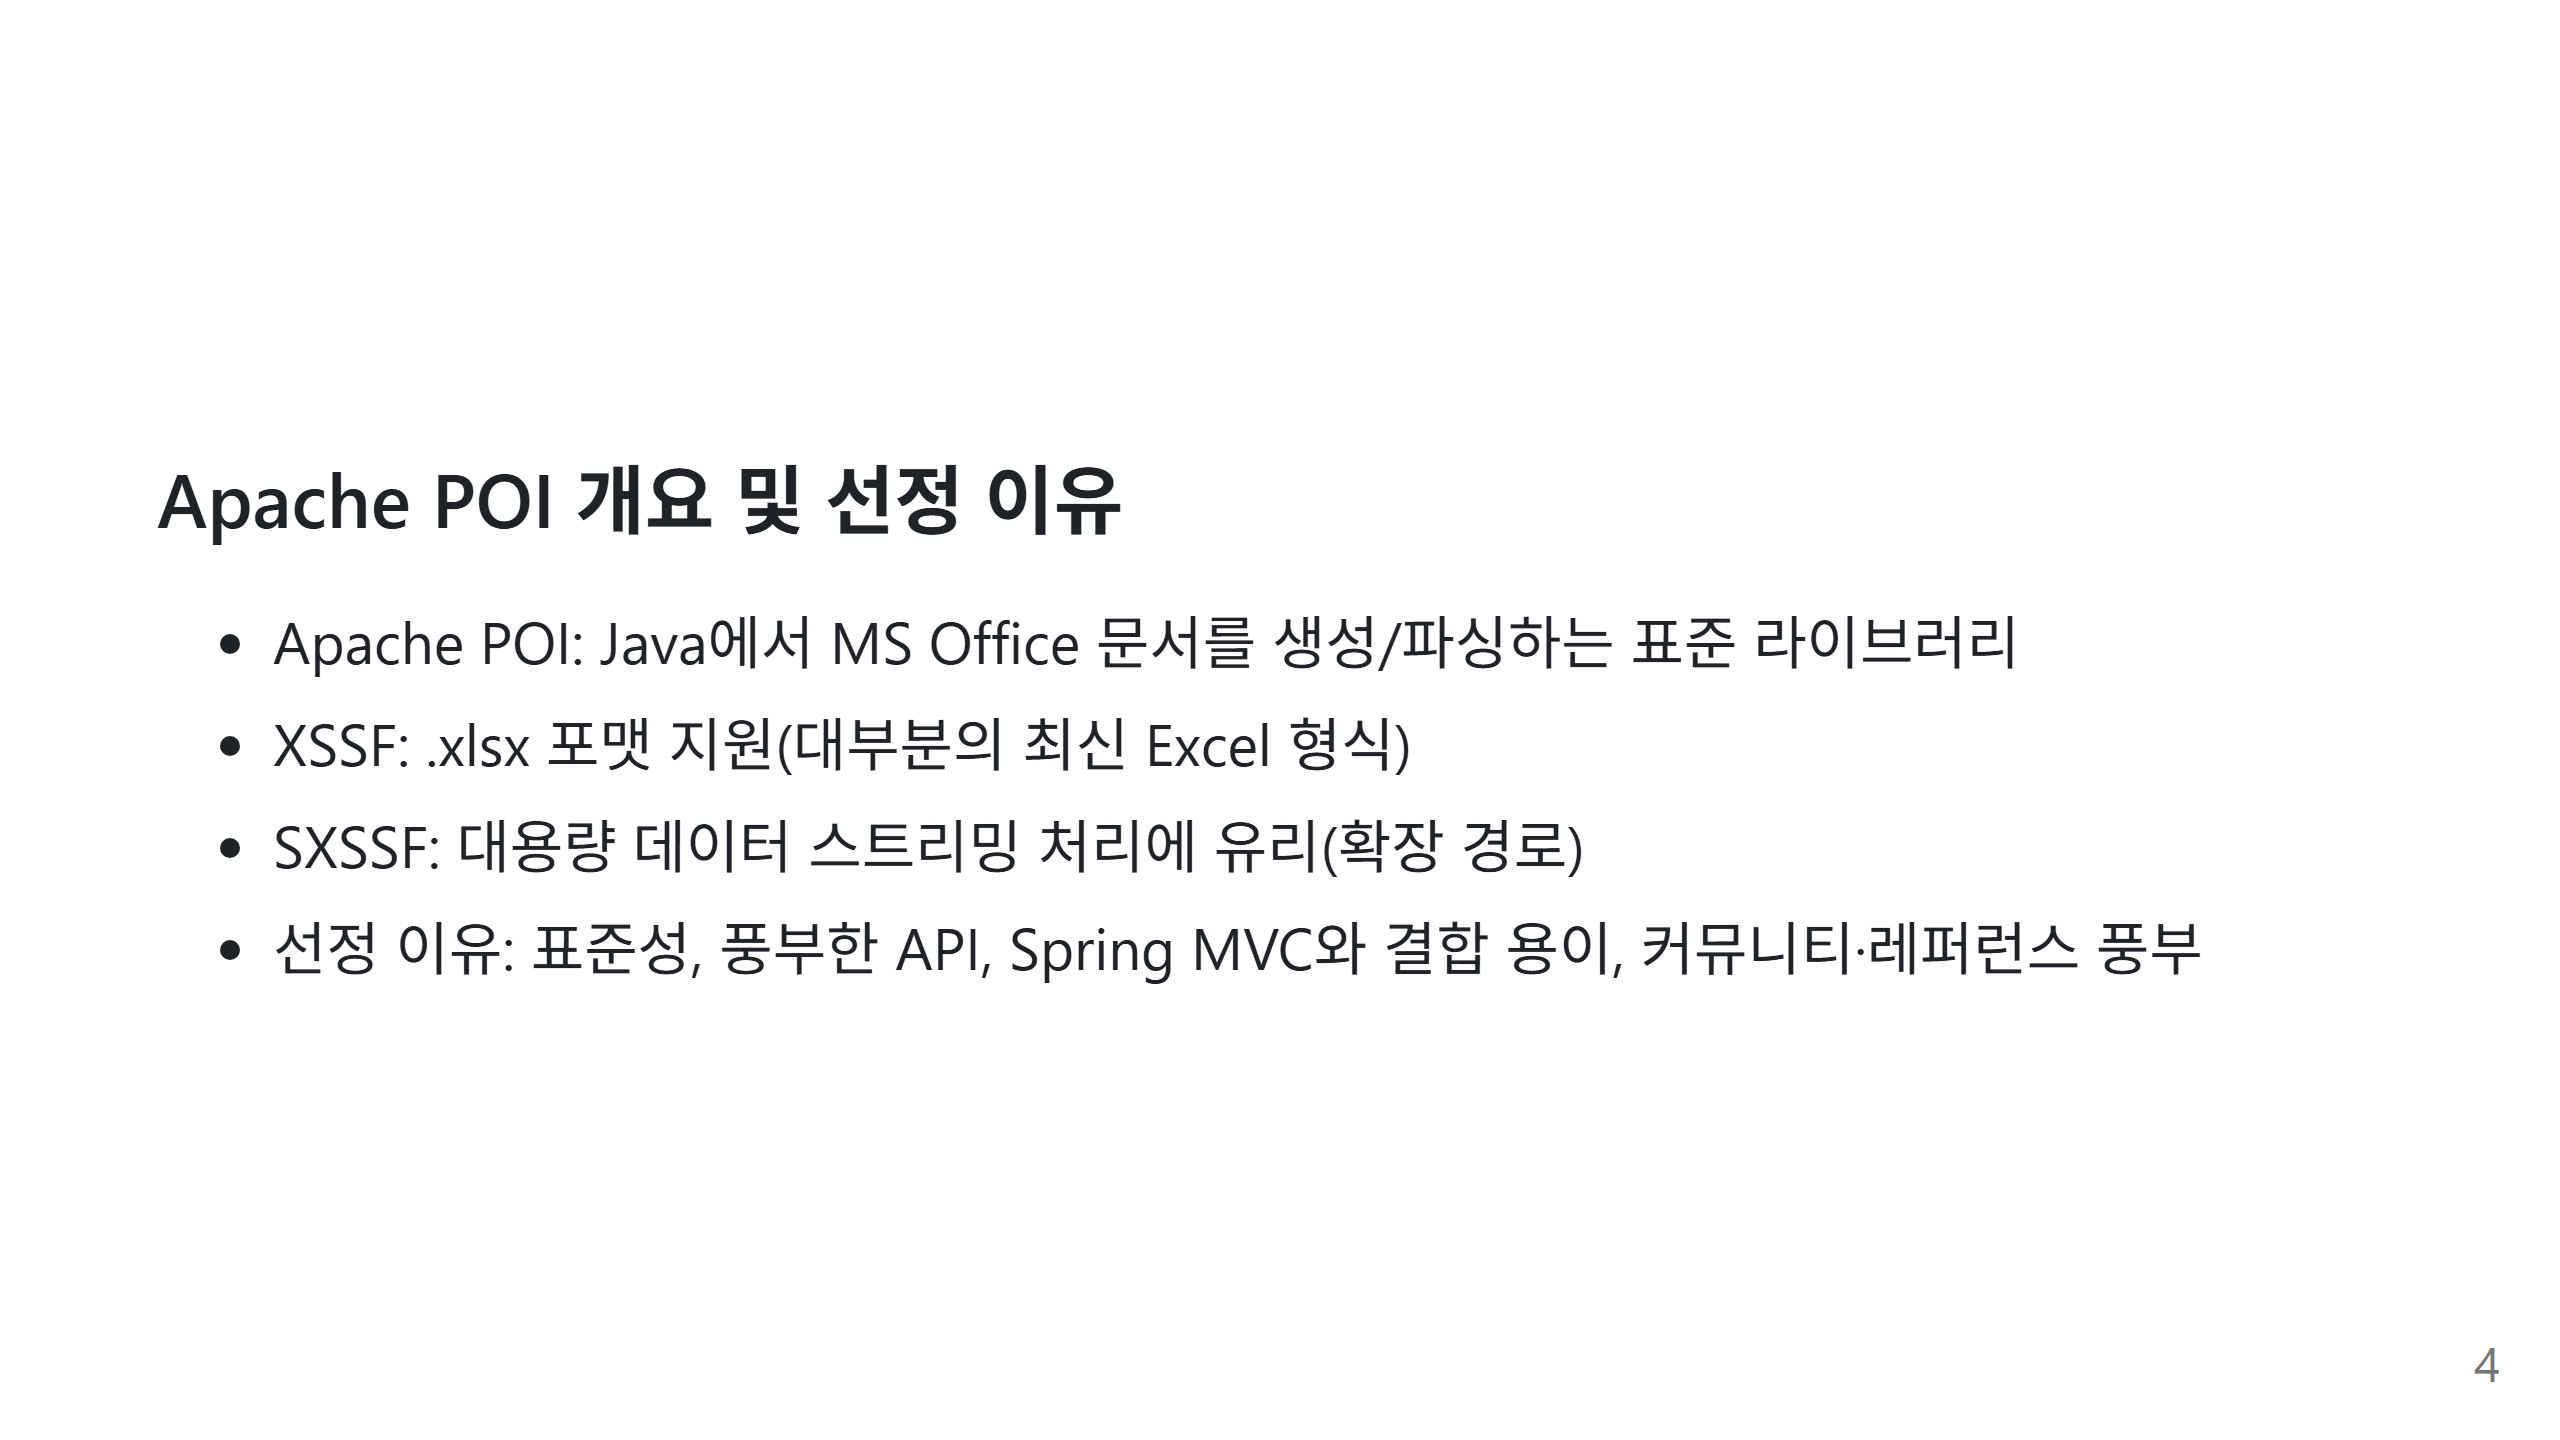 Apache POI 개요 및 선정 이유
• Apache POI: Java에서 MS Office 문서를 생성/파싱하는 표준 라이브러리
• XSSF: .xlsx 포맷 지원(대부분의 최신 Excel 형식)
• SXSSF: 대용량 데이터 스트리밍 처리에 유리(확장 경로)
• 선정 이유: 표준성, 풍부한 API, Spring MVC와 결합 용이, 커뮤니티·레퍼런스 풍부
4